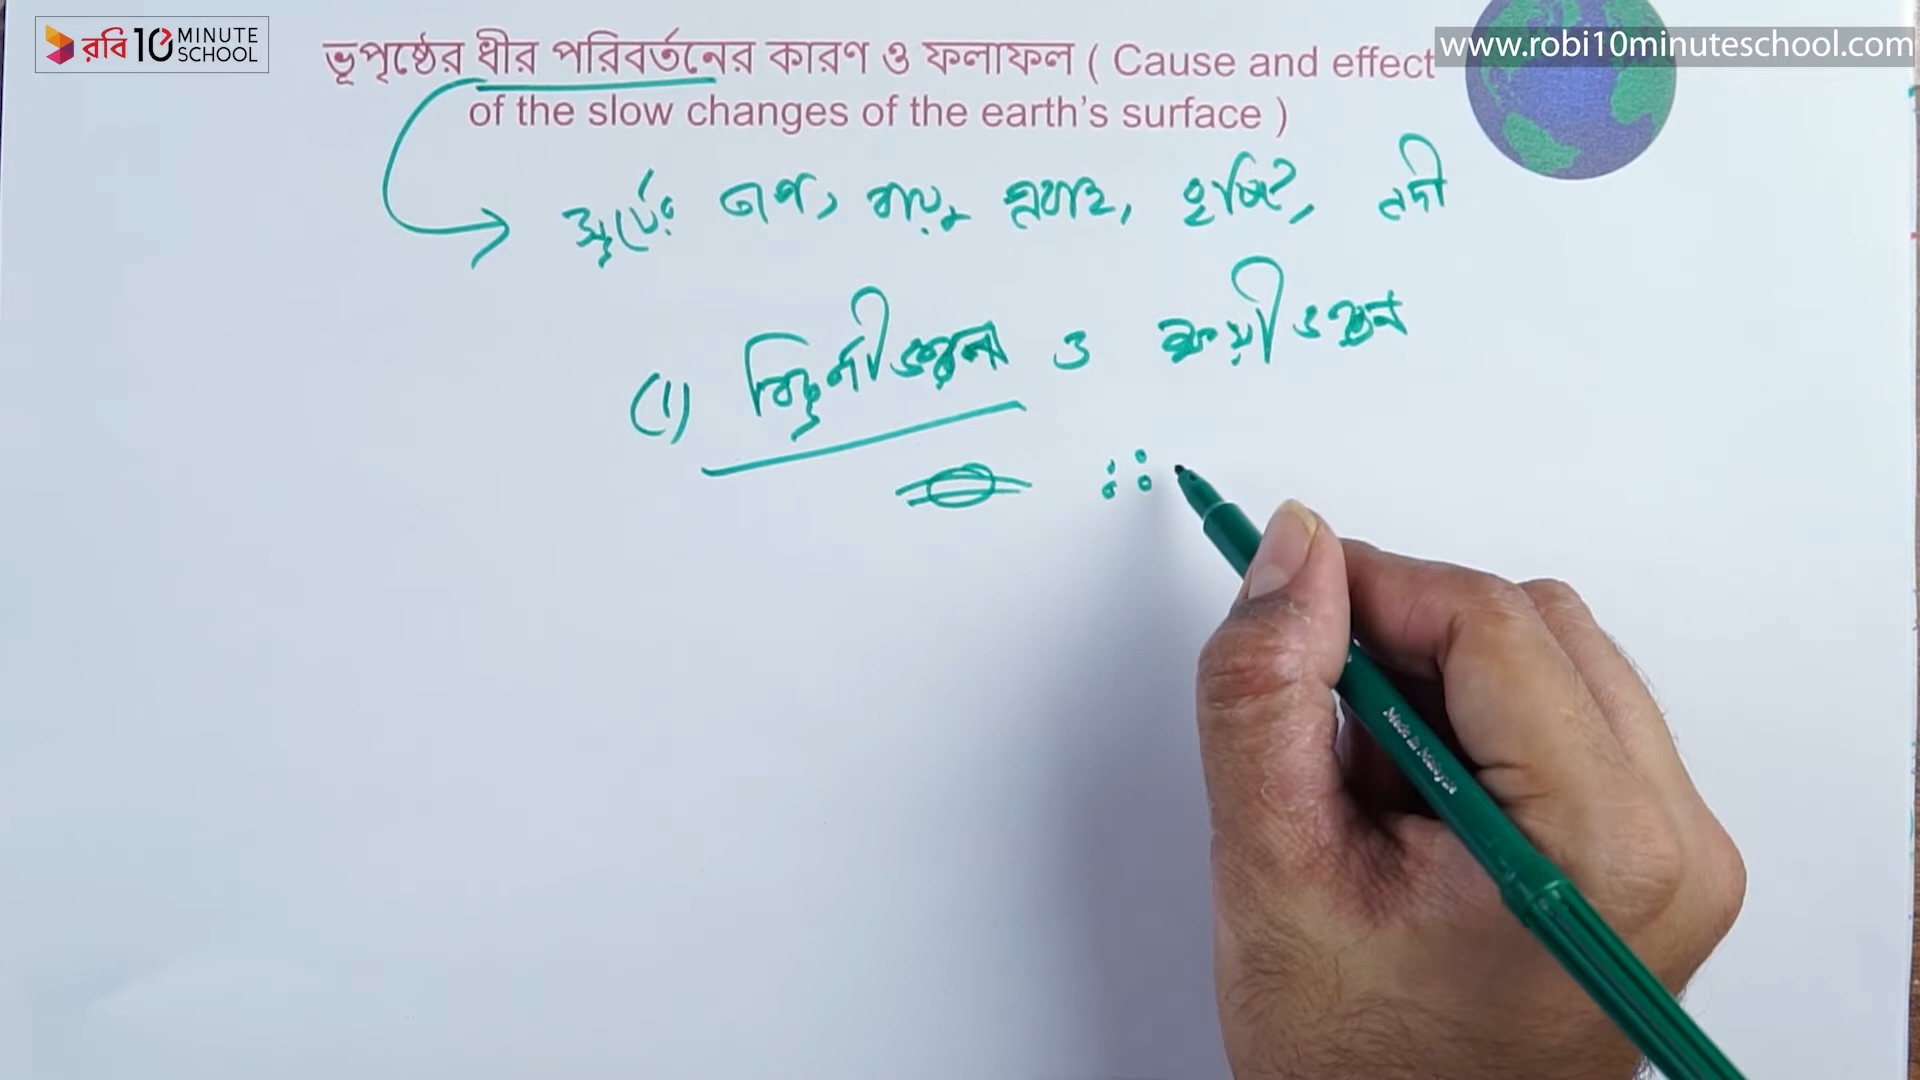 রবি 10 MINUTE SCHOOL
www.robi10minuteschool.com
ভূপৃষ্ঠের ধীর পরিবর্তনের কারণ ও ফলাফল ( Cause and effect
of the slow changes of the earth's surface )
সূর্যের তাপ, বায়ু প্রবাহ, বৃষ্টি, নদী
(1) বিচূর্ণীভবন ও ক্ষয়ীভবন